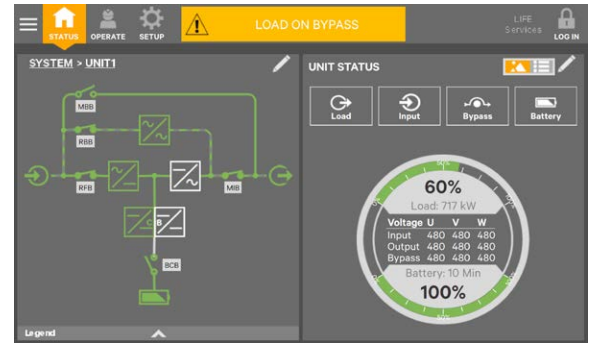 STATUS
OPERATE
SETUP
LOAD ON BYPASS
LIFE
Services
LOG IN
SYSTEM > UNIT1
MBB
RBB
RFB
MIB
B
BCB
Legend
UNIT STATUS
Load
Input
Bypass
Battery
60%
Load: 717 kW
Voltage U V W
Input 480 480 480
Output 480 480 480
Bypass 480 480 480
Battery: 10 Min
100%